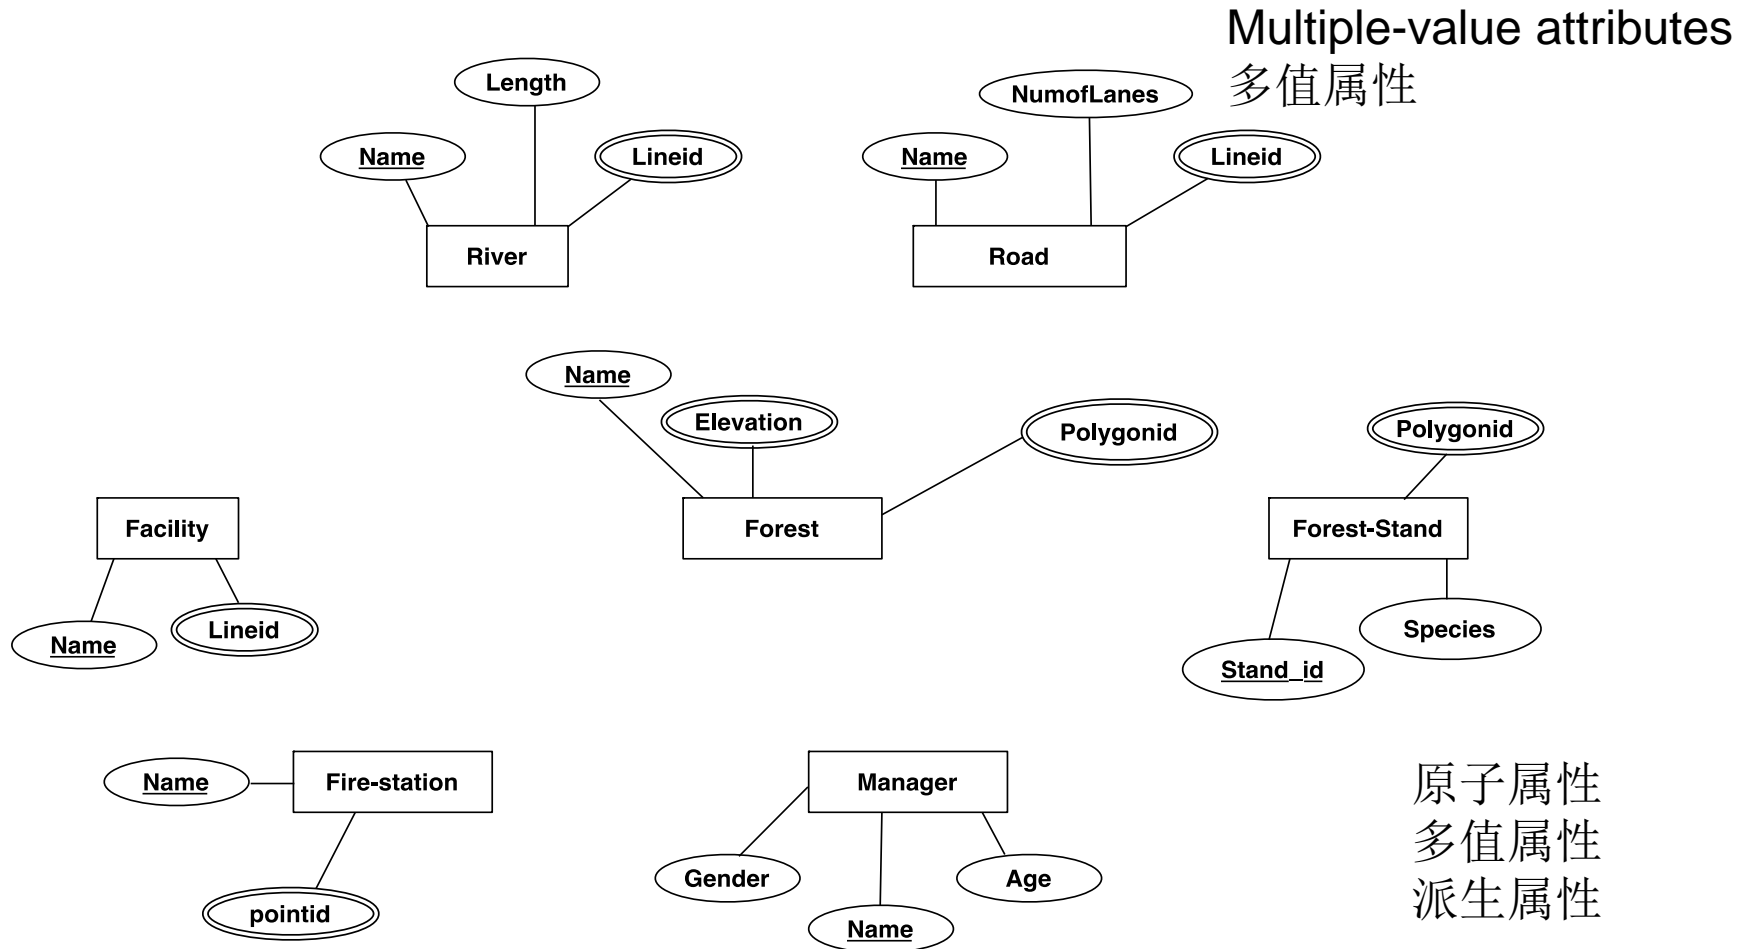 Multiple-value attributes
多值属性
Length
NumofLanes
Name
Lineid
Name
Lineid
River
Road
Name
Elevation
Polygonid
Polygonid
Facility
Forest
Forest-Stand
Name
Lineid
Species
Stand_id
Name
Fire-station
Manager
原子属性
多值属性
派生属性
Gender
Age
pointid
Name